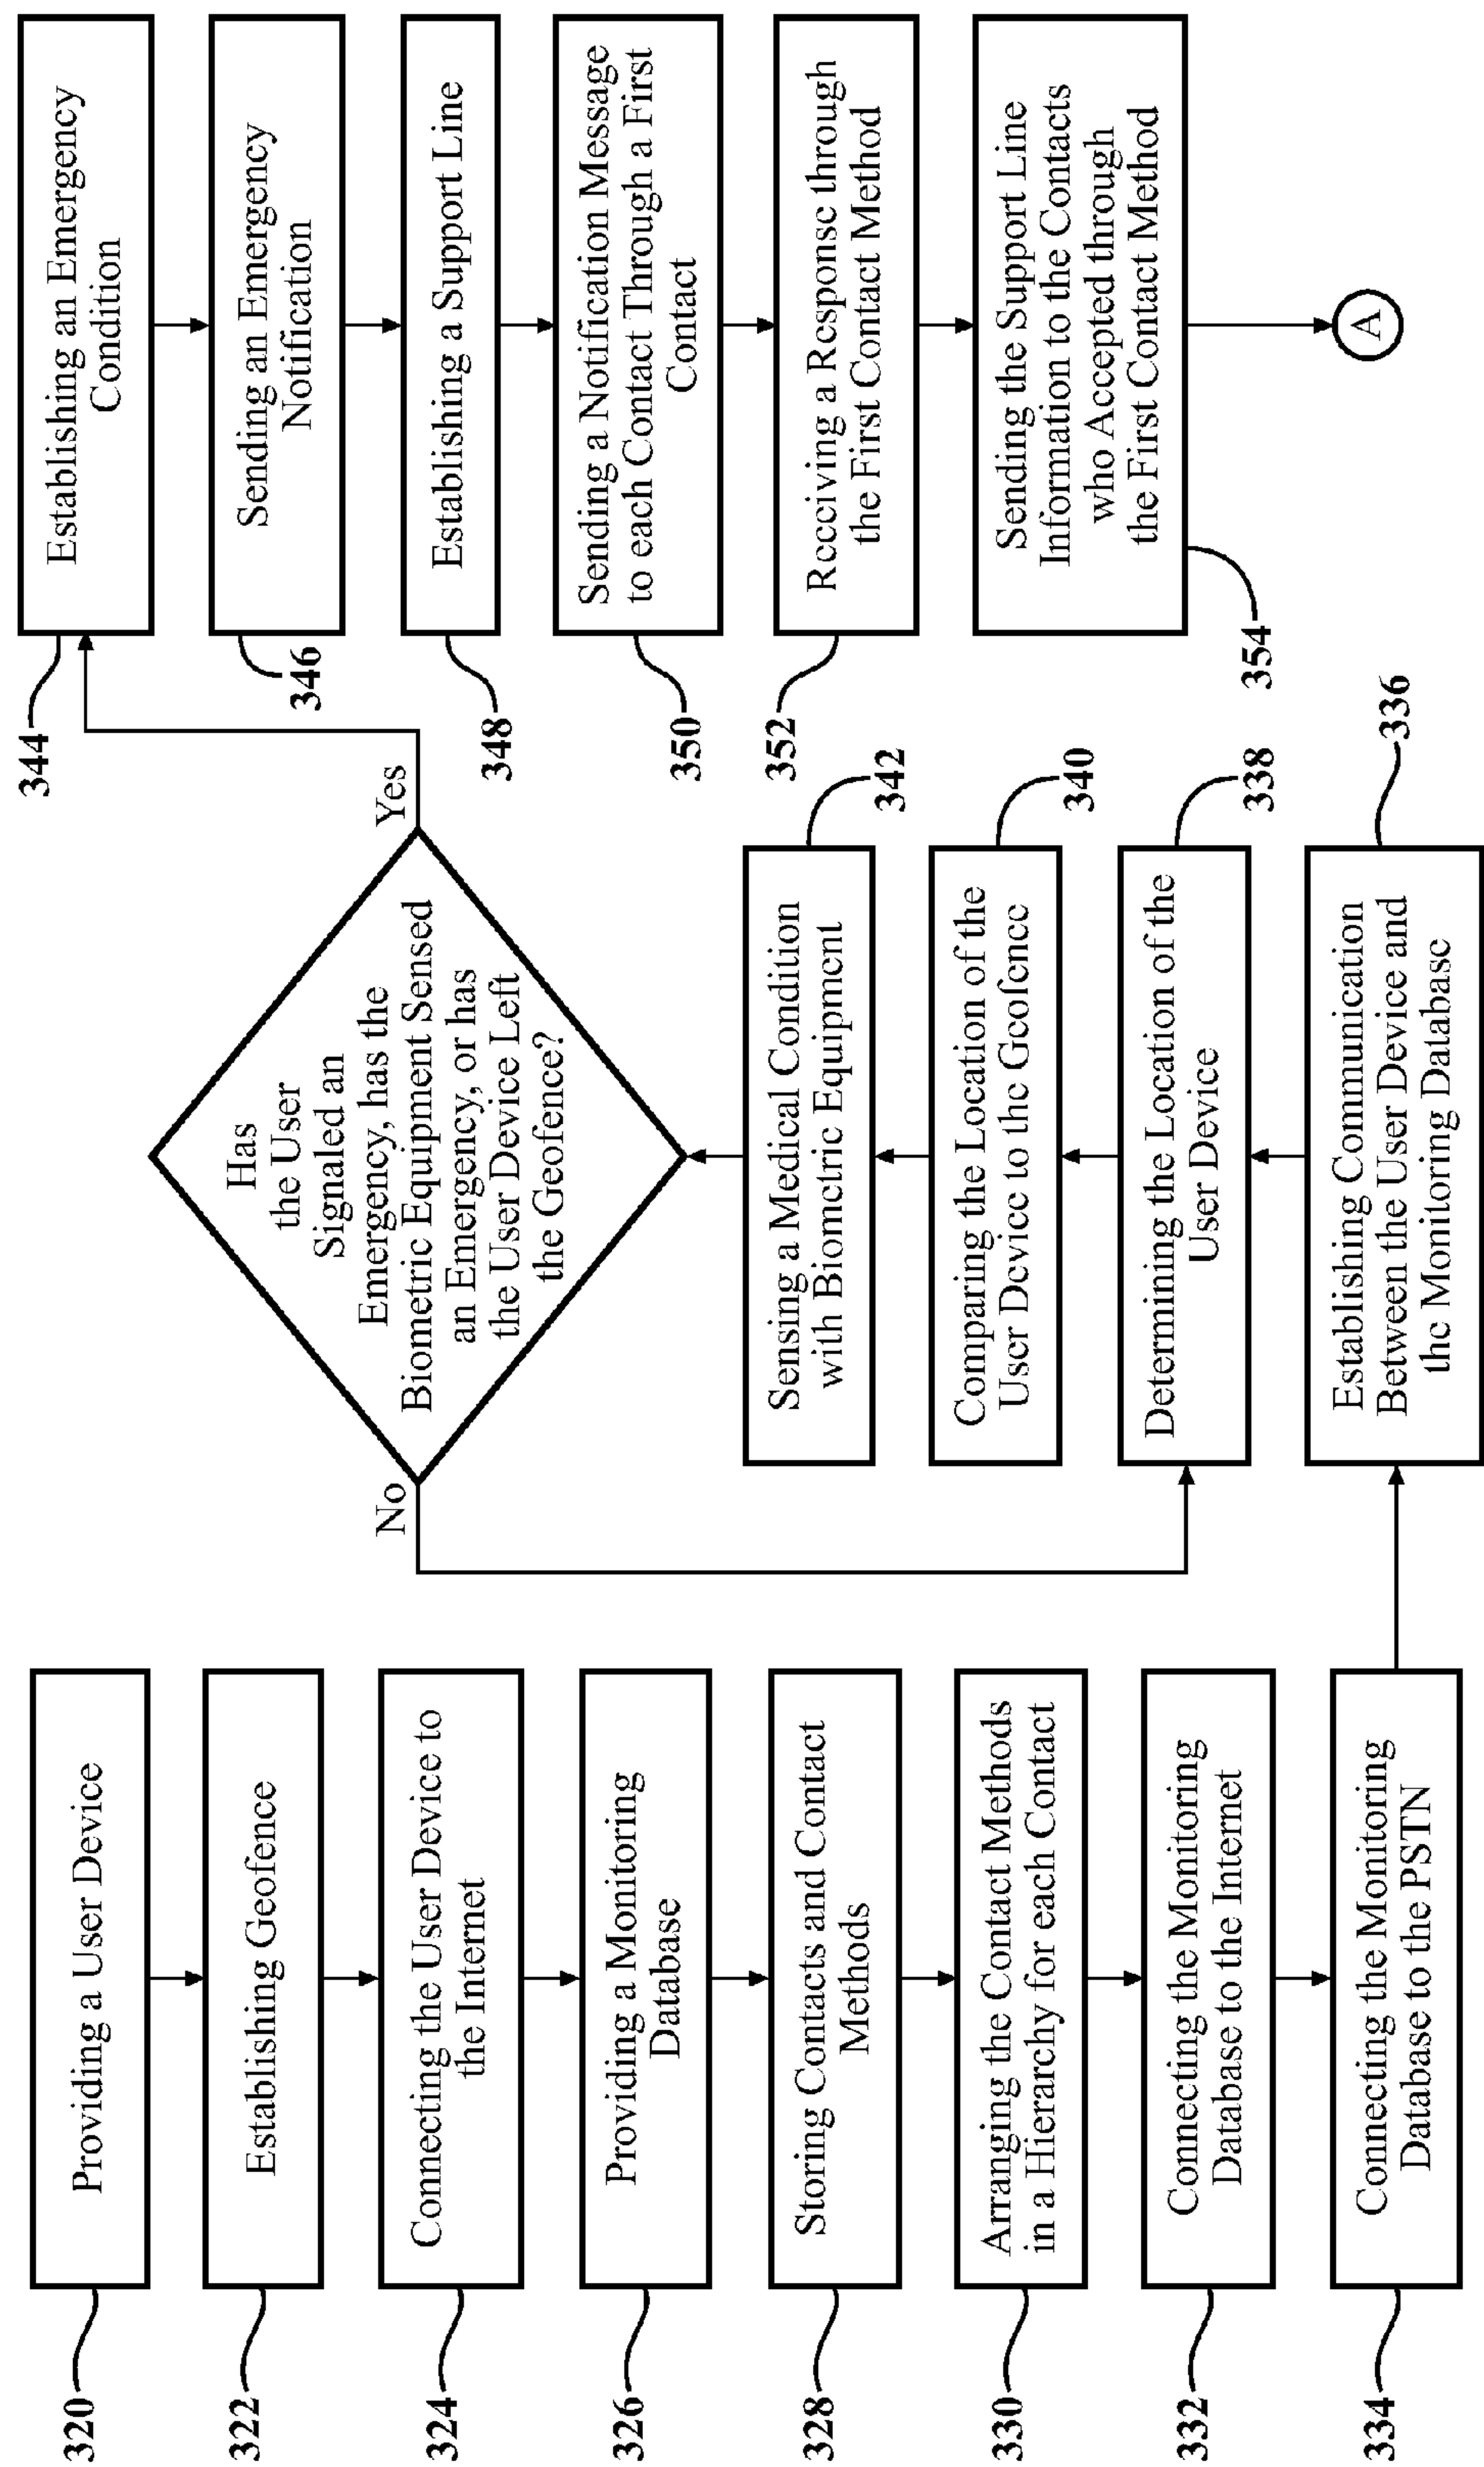 320
Providing a User Device
322
Establishing Geofence
324
Connecting the User Device to
the Internet
326
Providing a Monitoring
Database
328
Storing Contacts and Contact
Methods
330
Arranging the Contact Methods
in a Hierarchy for each Contact
332
Connecting the Monitoring
Database to the Internet
334
Connecting the Monitoring
Database to the PSTN
336
Establishing Communication
Between the User Device and
the Monitoring Database
338
Determining the Location of the
User Device
340
Comparing the Location of the
User Device to the Geofence
342
Sensing a Medical Condition
with Biometric Equipment
Has
the User
Signaled an
Emergency, has the
Biometric Equipment Sensed
an Emergency, or has
the User Device Left
the Geofence?
No
Yes
344
Establishing an Emergency
Condition
346
Sending an Emergency
Notification
348
Establishing a Support Line
350
Sending a Notification Message
to each Contact Through a First
Contact
352
Receiving a Response through
the First Contact Method
354
Sending the Support Line
Information to the Contacts
who Accepted through
the First Contact Method
A